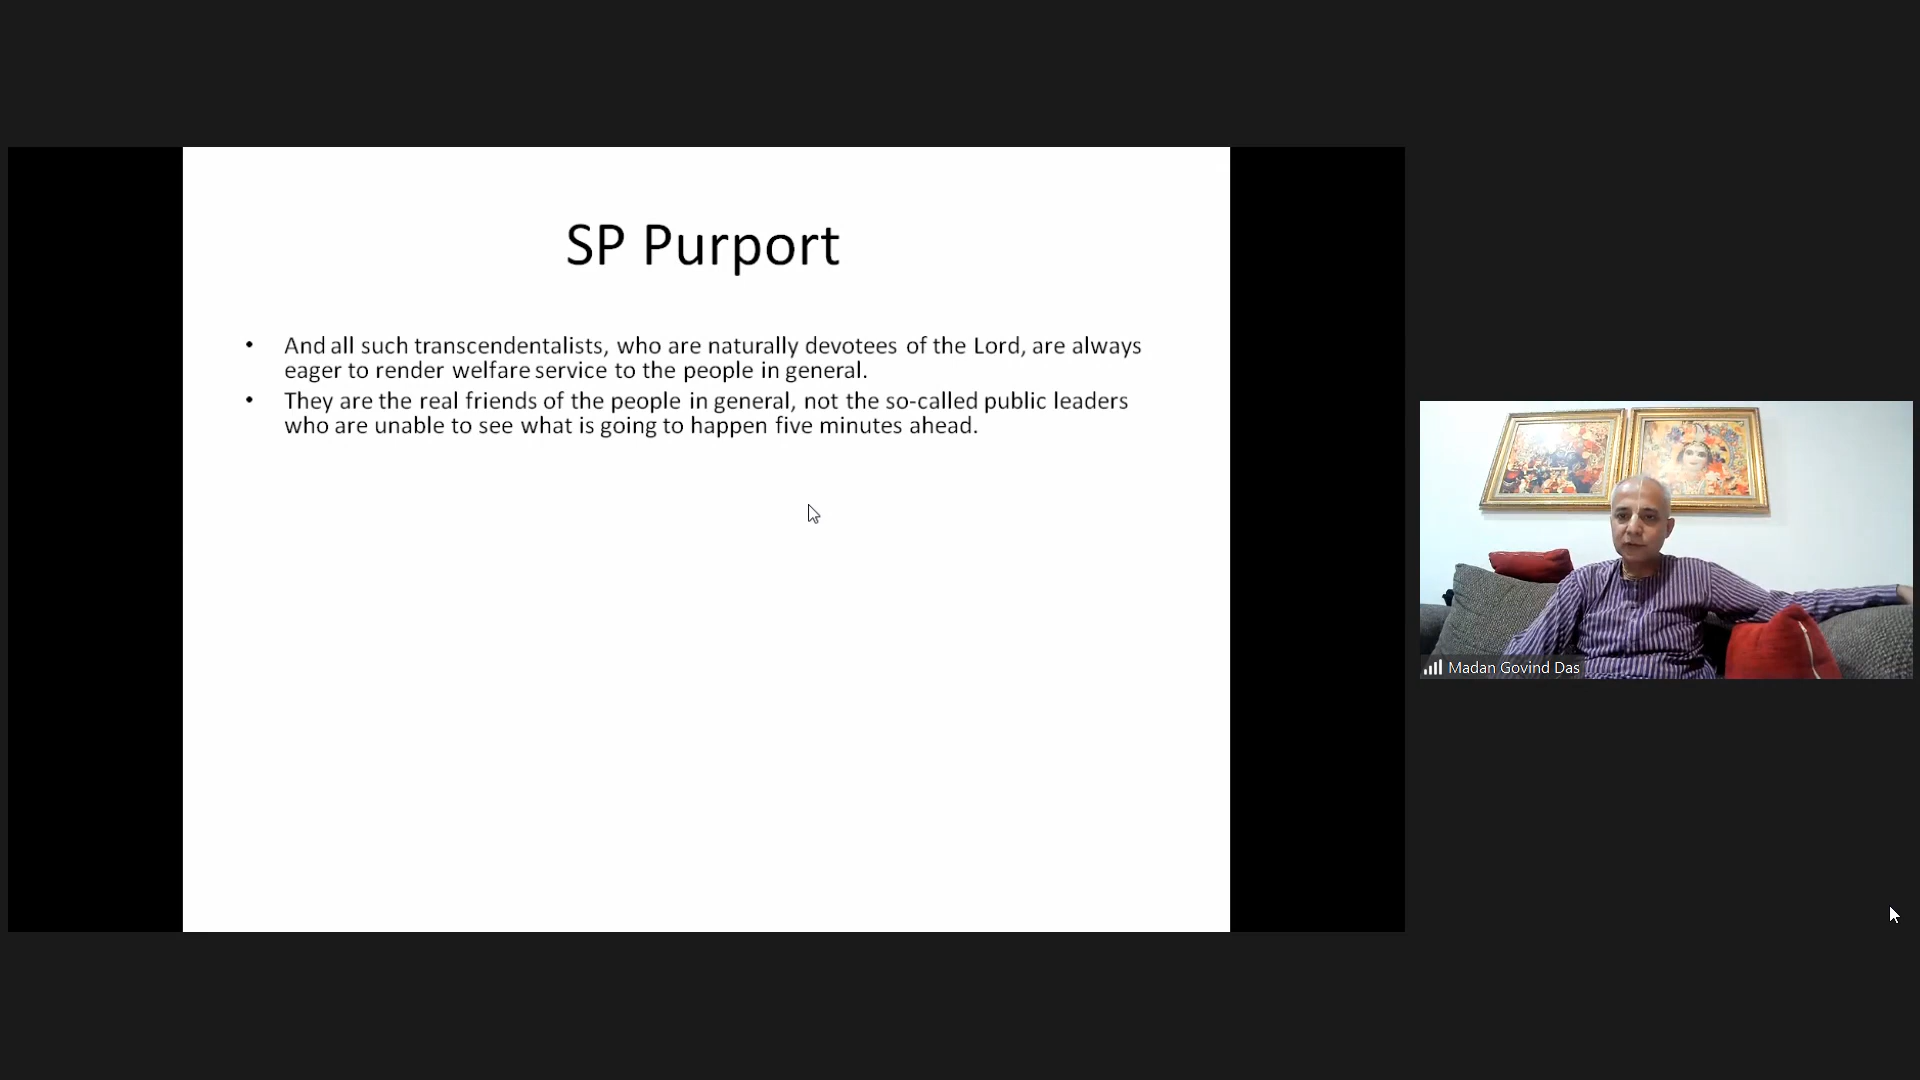 SP Purport
• And all such transcendentalists, who are naturally devotees of the Lord, are always
eager to render welfare service to the people in general.
• They are the real friends of the people in general, not the so-called public leaders
who are unable to see what is going to happen five minutes ahead.
Madan Govind Das